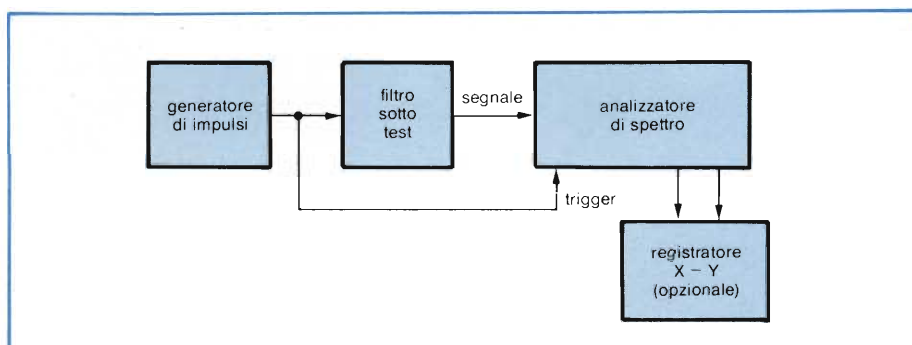 generatore
di impulsi
filtro
sotto
test
segnale
analizzatore
di spettro
trigger
registratore
X – Y
(opzionale)